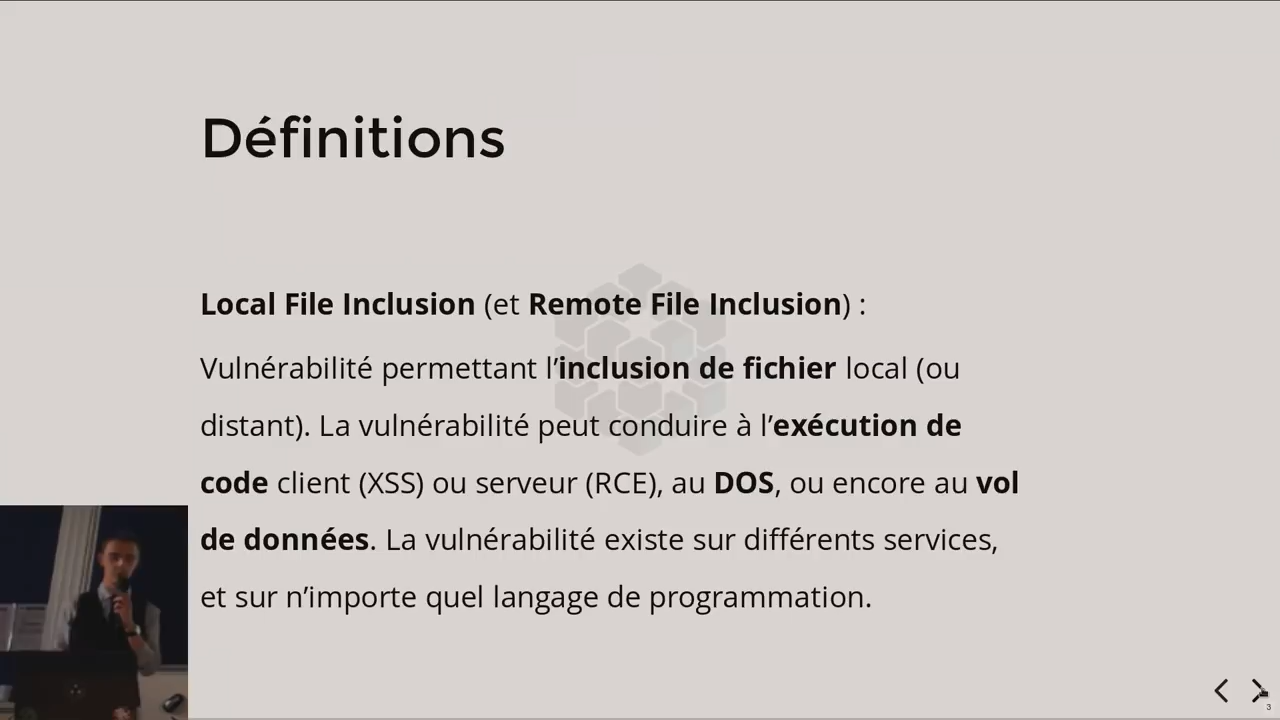 Définitions
Local File Inclusion (et Remote File Inclusion) :
Vulnérabilité permettant l’inclusion de fichier local (ou
distant). La vulnérabilité peut conduire à l’exécution de
code client (XSS) ou serveur (RCE), au DOS, ou encore au vol
de données. La vulnérabilité existe sur différents services,
et sur n’importe quel langage de programmation.
3